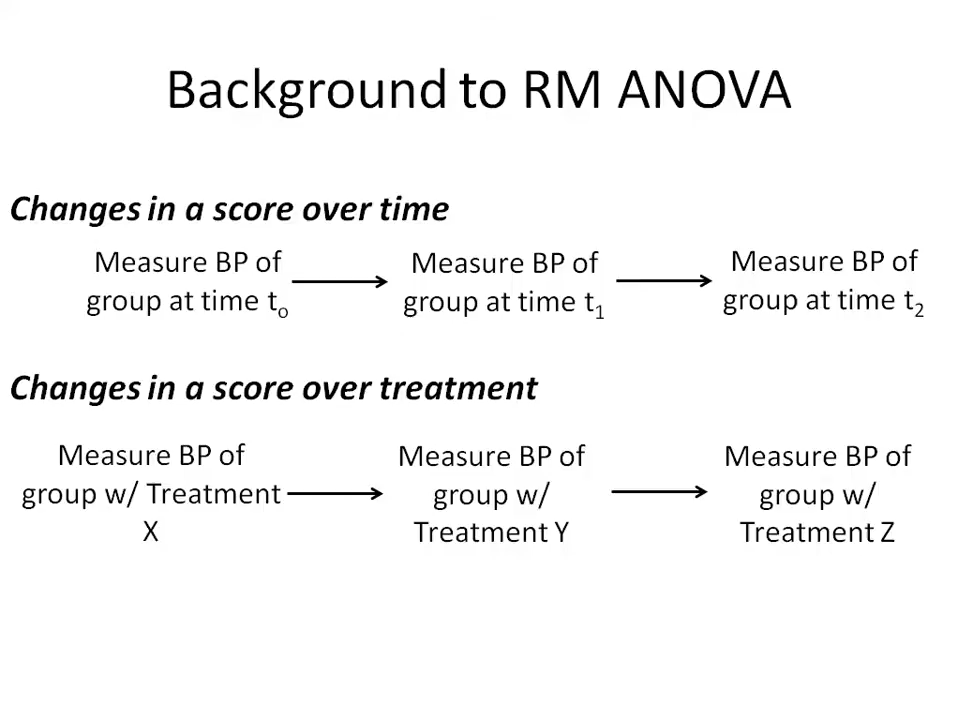 Background to RM ANOVA
Changes in a score over time
Measure BP of
group at time to
Measure BP of
group at time t1
Measure BP of
group at time t2
Changes in a score over treatment
Measure BP of
group w/ Treatment
X
Measure BP of
group w/
Treatment Y
Measure BP of
group w/
Treatment Z